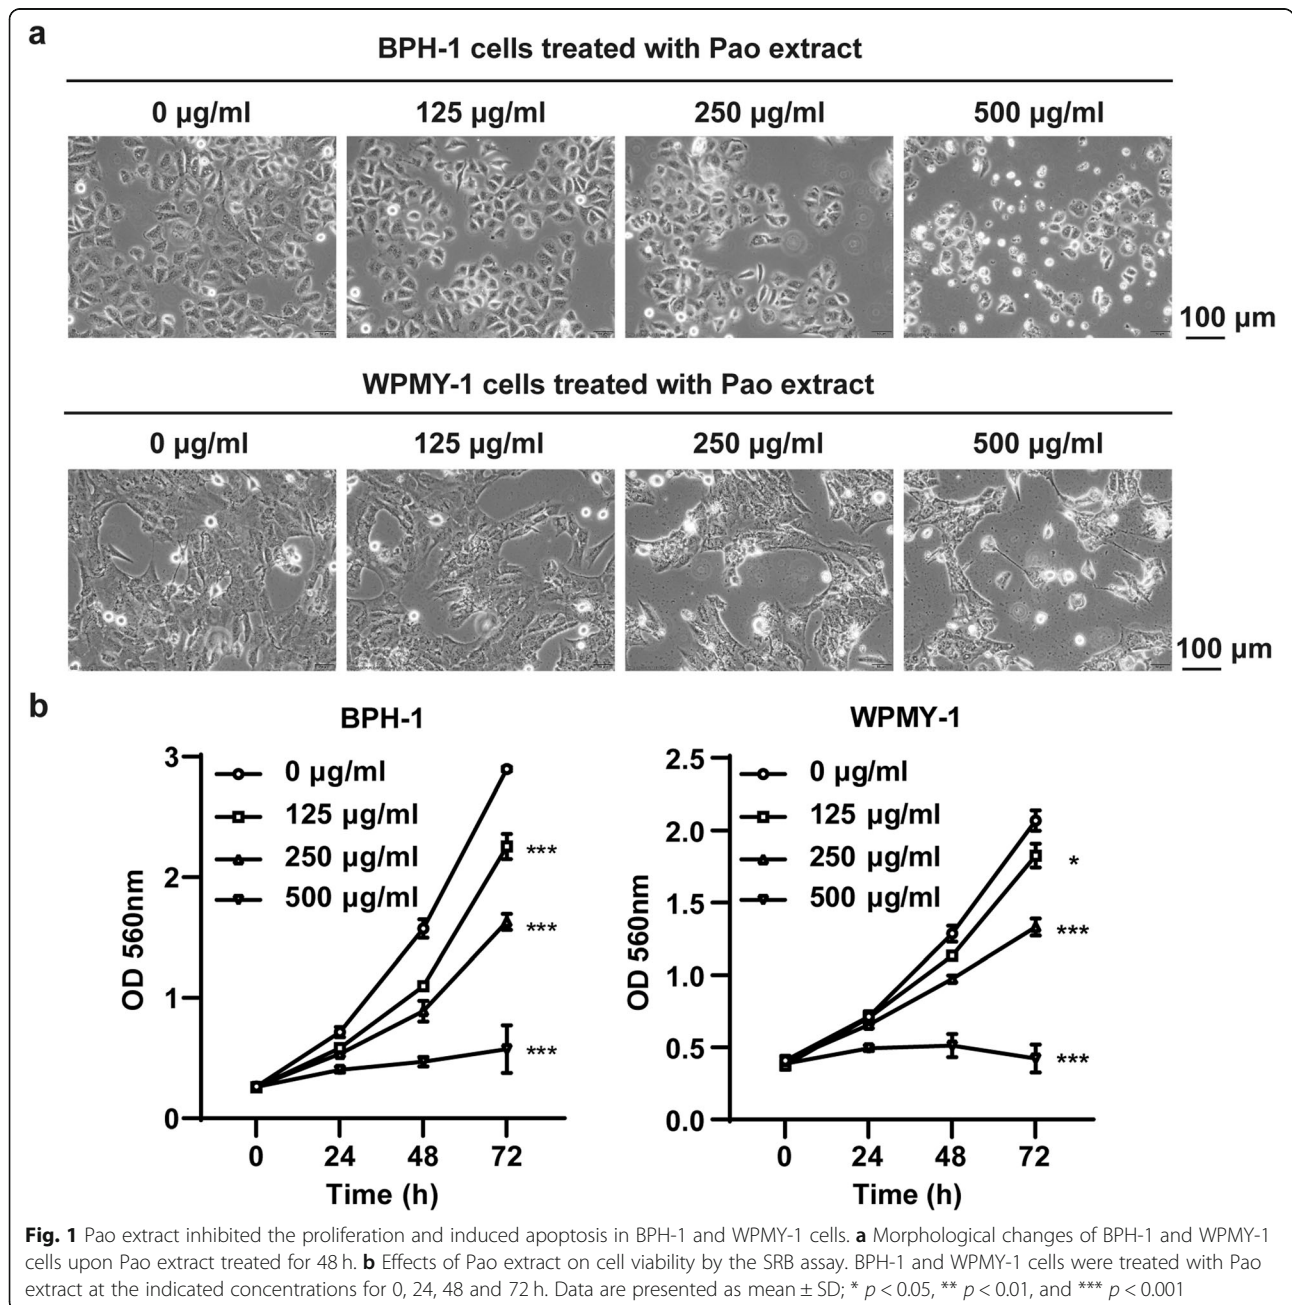 a
BPH-1 cells treated with Pao extract
0 µg/ml 125 µg/ml 250 µg/ml 500 µg/ml
100 µm
WPMY-1 cells treated with Pao extract
0 µg/ml 125 µg/ml 250 µg/ml 500 µg/ml
100 µm
b
BPH-1
3
2
1
0
OD 560nm
0 µg/ml
125 µg/ml
250 µg/ml
500 µg/ml
***
***
***
0 24 48 72
Time (h)
WPMY-1
2.5
2.0
1.5
1.0
0.5
0.0
OD 560nm
0 µg/ml
125 µg/ml
250 µg/ml
500 µg/ml
*
***
***
0 24 48 72
Time (h)
Fig. 1 Pao extract inhibited the proliferation and induced apoptosis in BPH-1 and WPMY-1 cells. a Morphological changes of BPH-1 and WPMY-1
cells upon Pao extract treated for 48 h. b Effects of Pao extract on cell viability by the SRB assay. BPH-1 and WPMY-1 cells were treated with Pao
extract at the indicated concentrations for 0, 24, 48 and 72 h. Data are presented as mean ± SD; * p < 0.05, ** p < 0.01, and *** p < 0.001